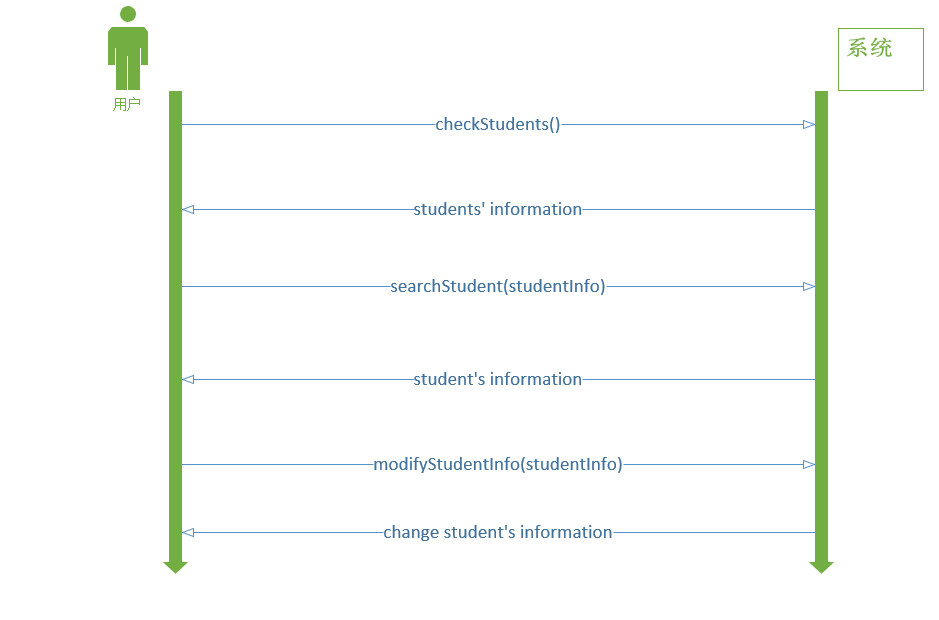 系统
用户
checkStudents()
students' information
searchStudent(studentInfo)
student's information
modifyStudentInfo(studentInfo)
change student's information